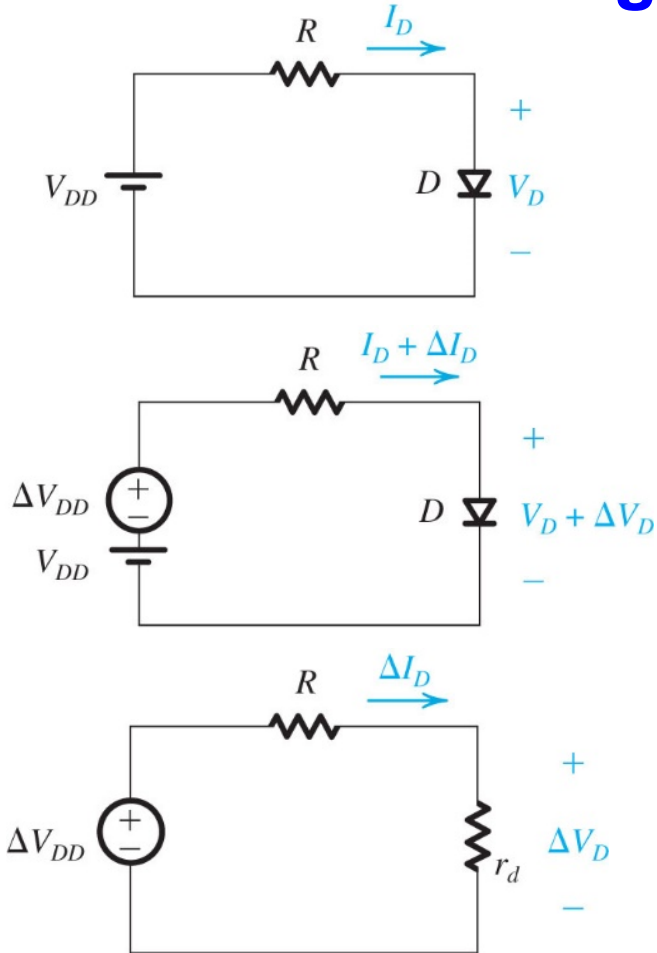 R
I_D
+
V_DD
D
V_D
−
R
I_D + ΔI_D
+
ΔV_DD
+
−
D
V_D + ΔV_D
V_DD
−
R
ΔI_D
+
ΔV_DD
+
−
r_d
ΔV_D
−